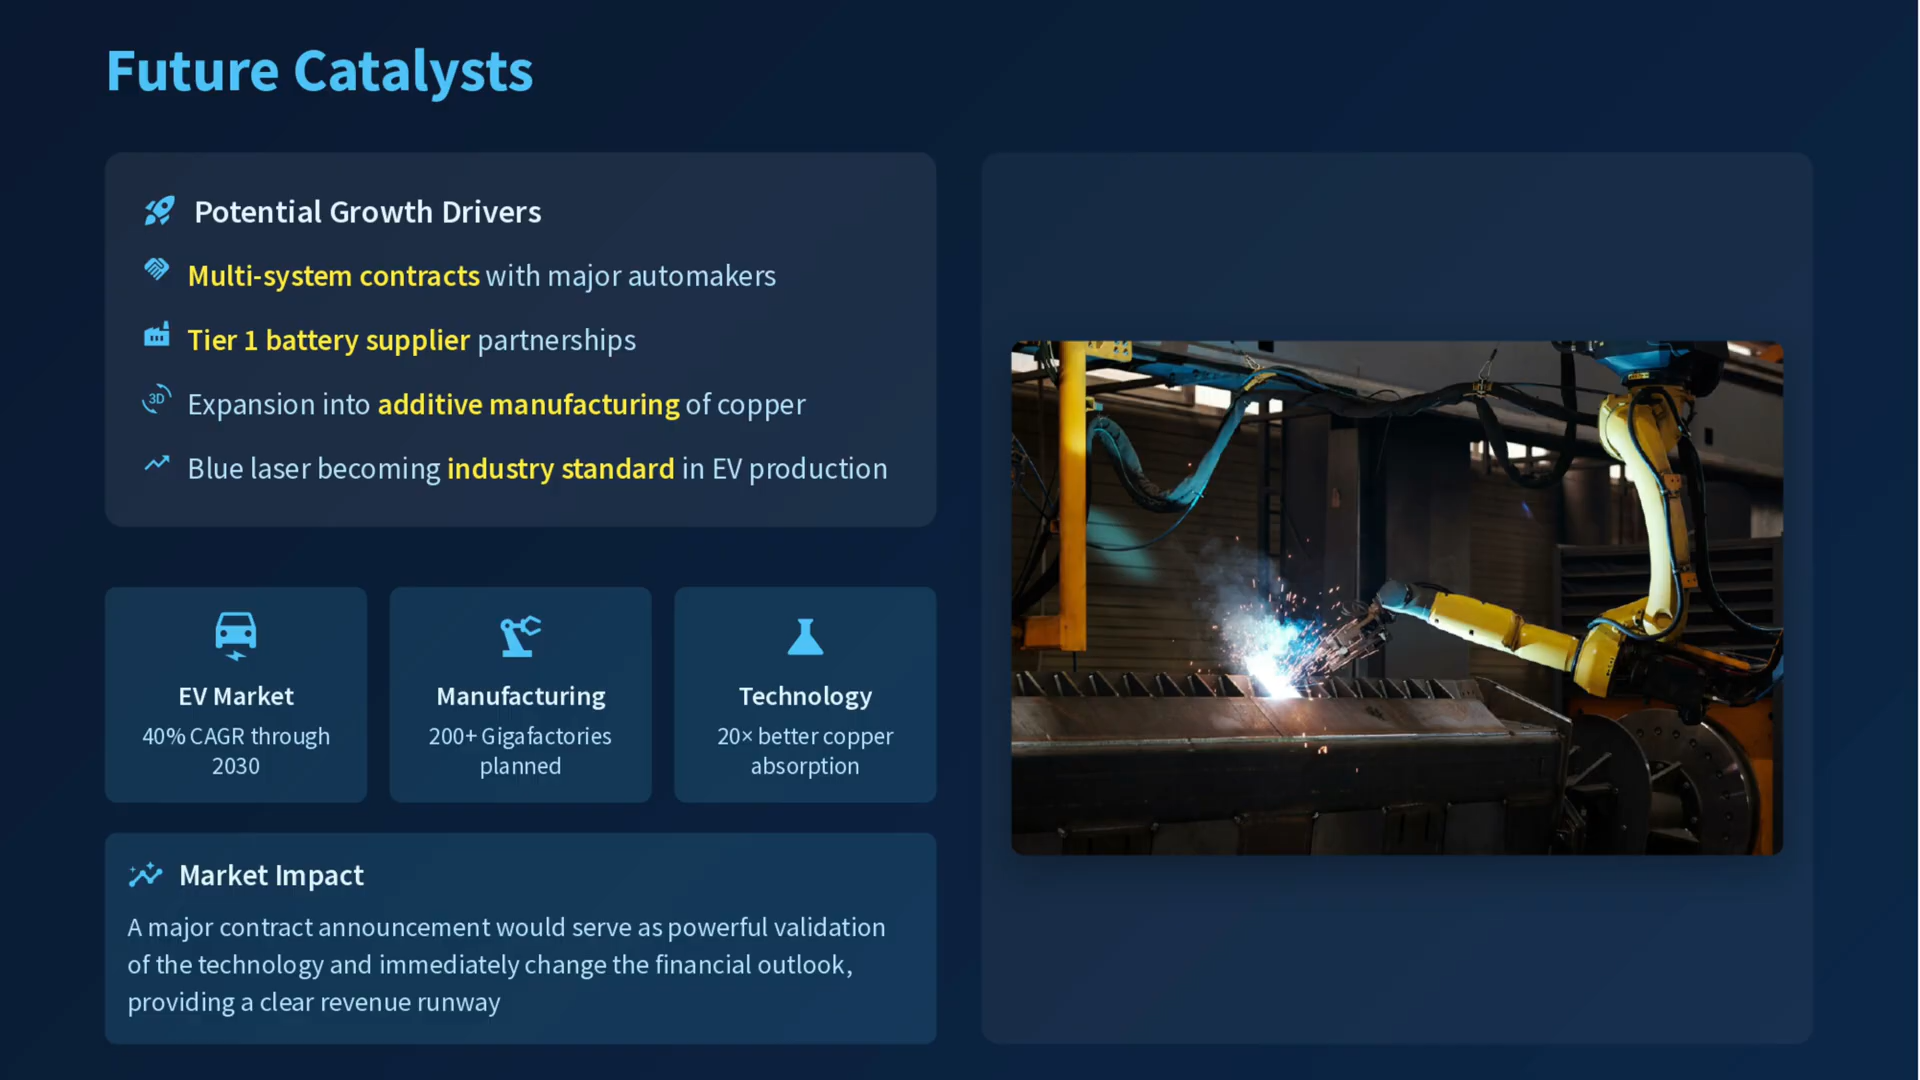 Future Catalysts
Potential Growth Drivers
Multi-system contracts with major automakers
Tier 1 battery supplier partnerships
3D
Expansion into additive manufacturing of copper
Blue laser becoming industry standard in EV production
EV Market
40% CAGR through
2030
Manufacturing
200+ Gigafactories
planned
Technology
20× better copper
absorption
Market Impact
A major contract announcement would serve as powerful validation
of the technology and immediately change the financial outlook,
providing a clear revenue runway